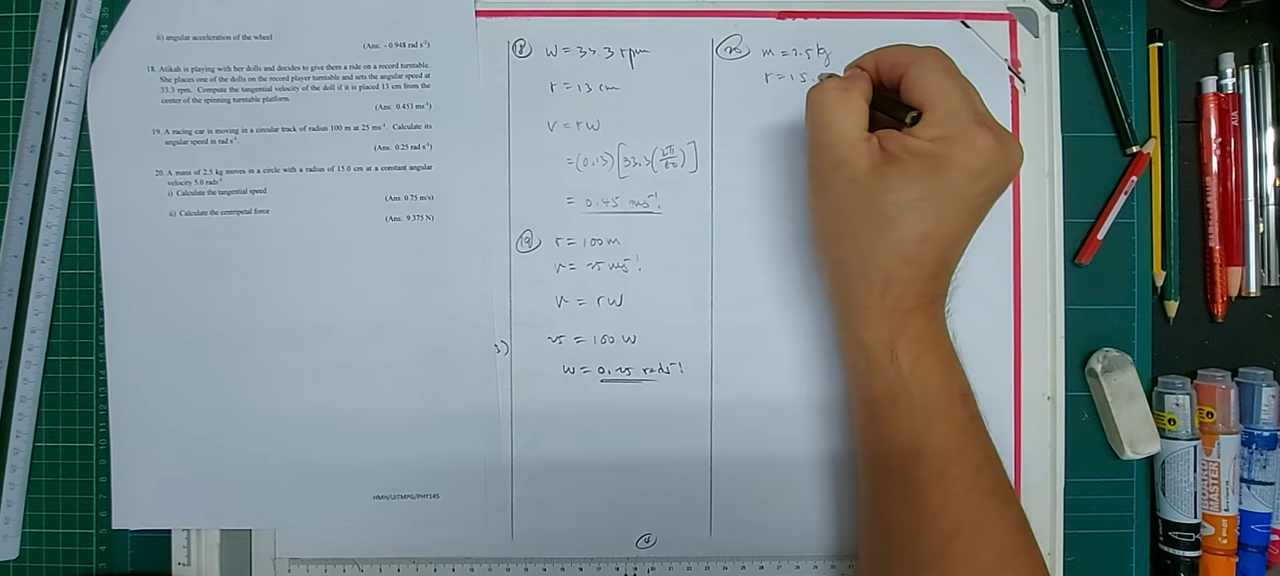 ii) angular acceleration of the wheel
(Ans: - 0.948 rad s⁻²)
18. Atikah is playing with her dolls and decides to give them a ride on a record turntable.
She places one of the dolls on the record player turntable and sets the angular speed at
33.3 rpm. Compute the tangential velocity of the doll if it is placed 13 cm from the
center of the spinning turntable platform.
(Ans: 0.453 ms⁻¹)
19. A racing car is moving in a circular track of radius 100 m at 25 ms⁻¹. Calculate its
angular speed in rad s⁻¹.
(Ans: 0.25 rad s⁻¹)
20. A mass of 2.5 kg moves in a circle with a radius of 15.0 cm at a constant angular
velocity 5.0 rads⁻¹
i) Calculate the tangential speed
(Ans: 0.75 m/s)
ii) Calculate the centripetal force
(Ans: 9.375 N)
HMH/UiTMPG/PHY145
3)
18 W = 33.3 rpm
r = 13 cm
v = rW
= (0.13) [33.3 (2π/60)]
= 0.45 ms⁻¹
19 r = 100 m
v = 25 ms⁻¹
v = rW
25 = 100 W
W = 0.25 rads⁻¹
4
20 m = 2.5 kg
r = 15.
AIA
BOARD
MASTER
PILOT